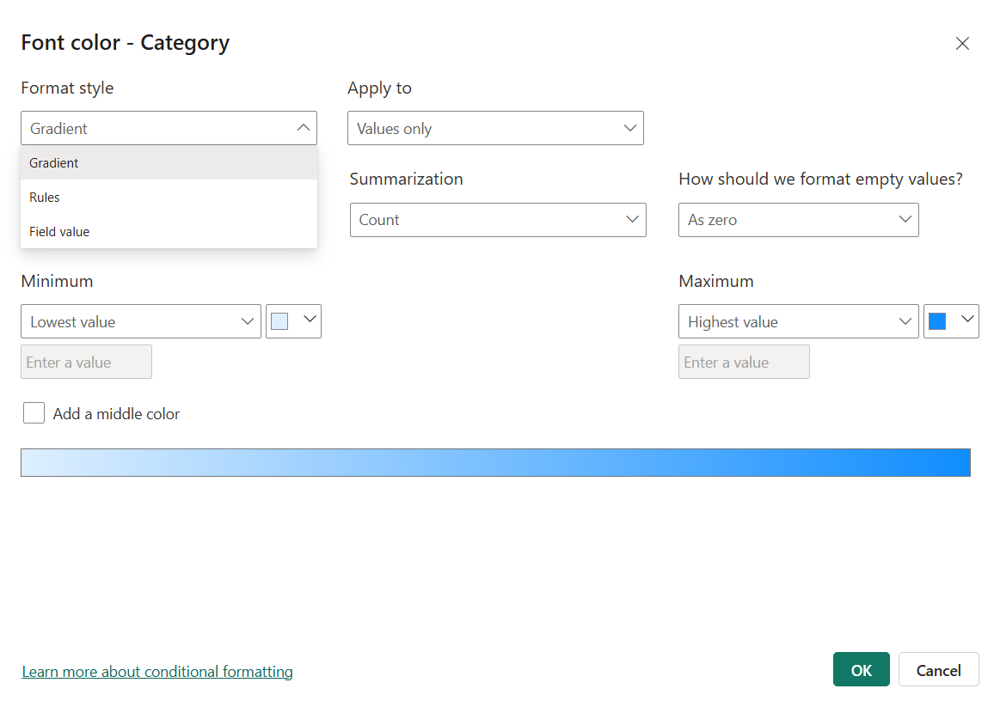 Font color - Category
Format style
Apply to
Gradient
Values only
Gradient
Rules
Field value
Summarization
How should we format empty values?
Count
As zero
Minimum
Maximum
Lowest value
Highest value
Enter a value
Enter a value
Add a middle color
Learn more about conditional formatting
OK
Cancel